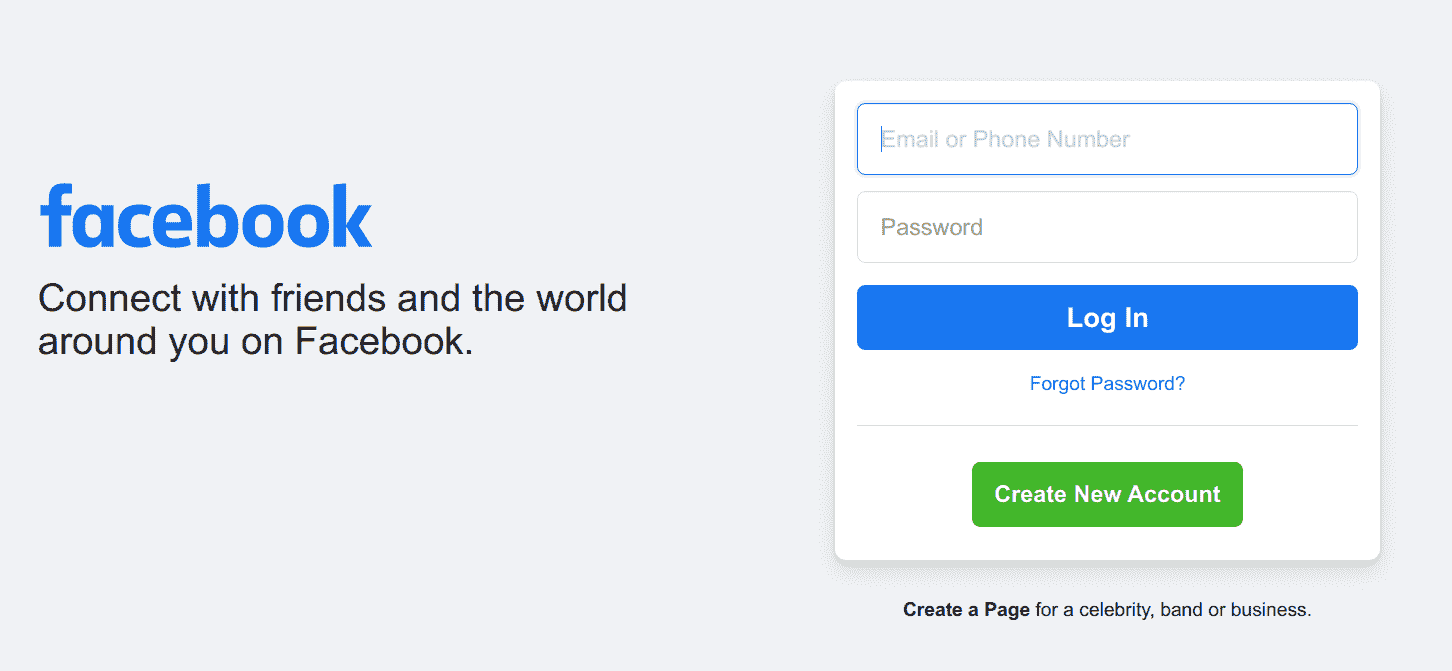 facebook
Connect with friends and the world
around you on Facebook.
Email or Phone Number
Password
Log In
Forgot Password?
Create New Account
Create a Page for a celebrity, band or business.